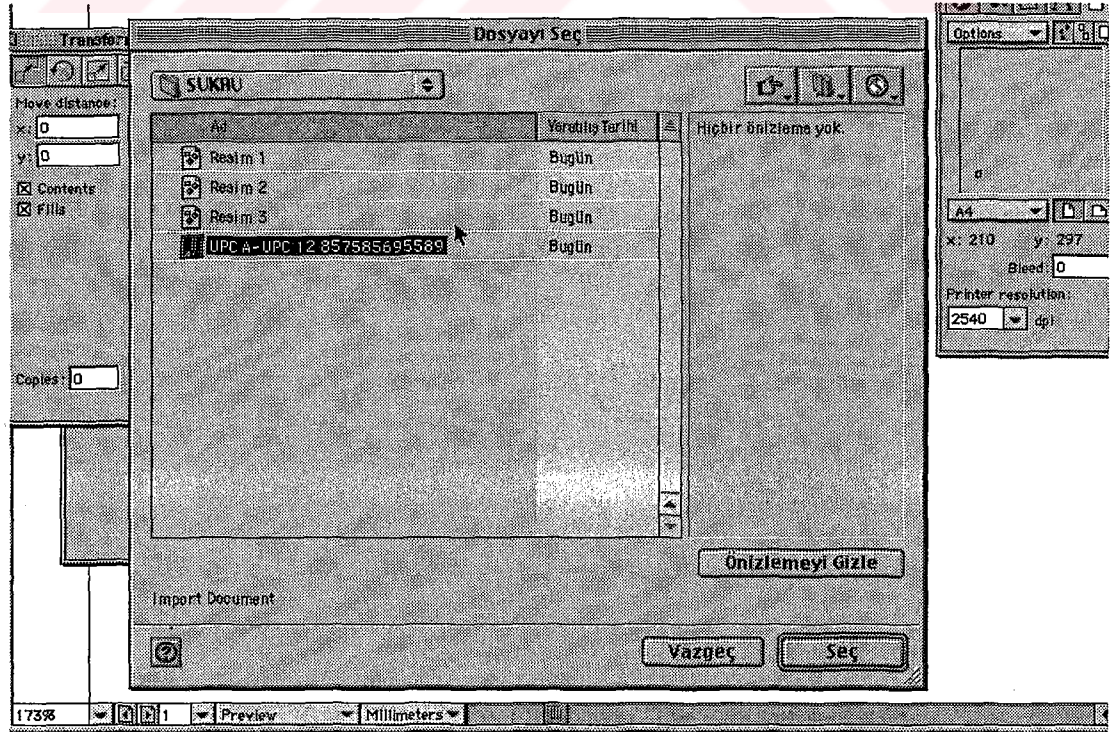 Transform
Move distance:
x: 0
y: 0
Contents
Fills
Copies: 0
Dosyayı Seç
SUKRU
Ad
Yaratılış Tarihi
Resim 1
Bugün
Resim 2
Bugün
Resim 3
Bugün
UPC A-UPC 12 857585695589
Bugün
Hiçbir önizleme yok.
Önizlemeyi Gizle
Import Document
Vazgeç
Seç
Options
A4
x: 210 y: 297
Bleed: 0
Printer resolution:
2540 dpi
173%
1
Preview
Millimeters